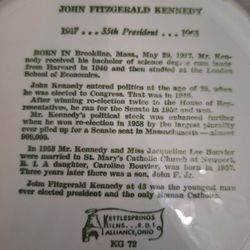 JOHN FITZGERALD KENNEDY
1917 ... 35th President ... 1963
BORN IN Brookline, Mass., May 29, 1917, Mr. Ken-
nedy received his bachelor of science degree cum laude
from Harvard in 1940 and then studied at the London
School of Economics.
John Kennedy entered politics at the age of 29, when
he was elected to Congress. That was in 1946.
After winning re-election twice to the House of Rep-
resentatives, he ran for the Senate in 1952 and won.
Mr. Kennedy's political stock was enhanced further
when he won re-election in 1958 by the largest plurality
ever piled up for a Senate seat in Massachusetts — almost
900,000.
In 1953 Mr. Kennedy and Miss Jacqueline Lee Bouvier
were married in St. Mary's Catholic Church at Newport,
R. I. A daughter, Caroline Bouvier, was born in 1957.
Three years later there was a son, John F. Jr.
John Fitzgerald Kennedy at 43 was the youngest man
ever elected president and the only Roman Catholic.
KETTLESPRINGS
KILNS...R.D.1
ALLIANCE, OHIO
KG 72